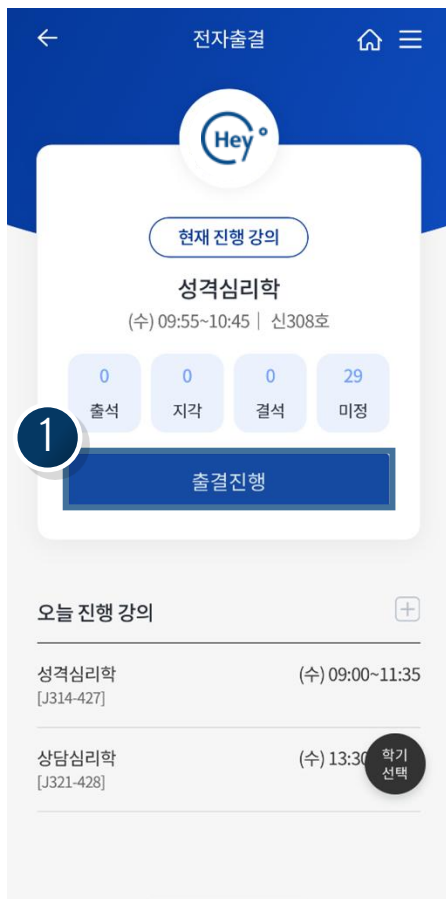 전자출결
Hey
현재 진행 강의
성격심리학
(수) 09:55~10:45 | 신308호
0 0 0 29
출석 지각 결석 미정
1
출결진행
오늘 진행 강의
성격심리학 (수) 09:00~11:35
[J314-427]
상담심리학 (수) 13:30
[J321-428]
학기
선택